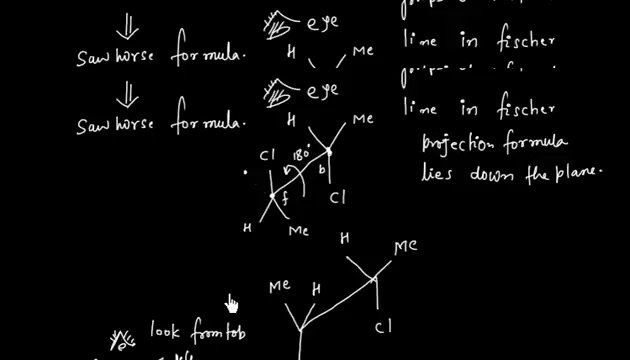 eye
line in fischer
Saw horse formula.
H Me
eye
Saw horse formula.
line in fischer
H Me
projection formula
Cl 180°
b
lies down the plane.
f
Cl
H Me
H Me
Me H
Cl
look from top